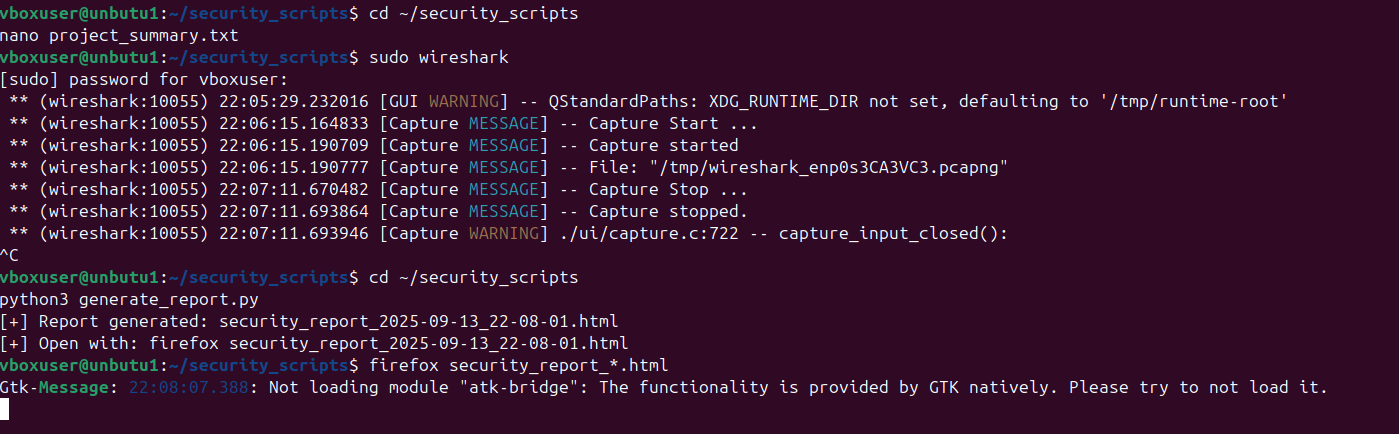 vboxuser@unbutu1:~/security_scripts$ cd ~/security_scripts
nano project_summary.txt
vboxuser@unbutu1:~/security_scripts$ sudo wireshark
[sudo] password for vboxuser:
 ** (wireshark:10055) 22:05:29.232016 [GUI WARNING] -- QStandardPaths: XDG_RUNTIME_DIR not set, defaulting to '/tmp/runtime-root'
 ** (wireshark:10055) 22:06:15.164833 [Capture MESSAGE] -- Capture Start ...
 ** (wireshark:10055) 22:06:15.190709 [Capture MESSAGE] -- Capture started
 ** (wireshark:10055) 22:06:15.190777 [Capture MESSAGE] -- File: "/tmp/wireshark_enp0s3CA3VC3.pcapng"
 ** (wireshark:10055) 22:07:11.670482 [Capture MESSAGE] -- Capture Stop ...
 ** (wireshark:10055) 22:07:11.693864 [Capture MESSAGE] -- Capture stopped.
 ** (wireshark:10055) 22:07:11.693946 [Capture WARNING] ./ui/capture.c:722 -- capture_input_closed():
^C
vboxuser@unbutu1:~/security_scripts$ cd ~/security_scripts
python3 generate_report.py
[+] Report generated: security_report_2025-09-13_22-08-01.html
[+] Open with: firefox security_report_2025-09-13_22-08-01.html
vboxuser@unbutu1:~/security_scripts$ firefox security_report_*.html
Gtk-Message: 22:08:07.388: Not loading module "atk-bridge": The functionality is provided by GTK natively. Please try to not load it.